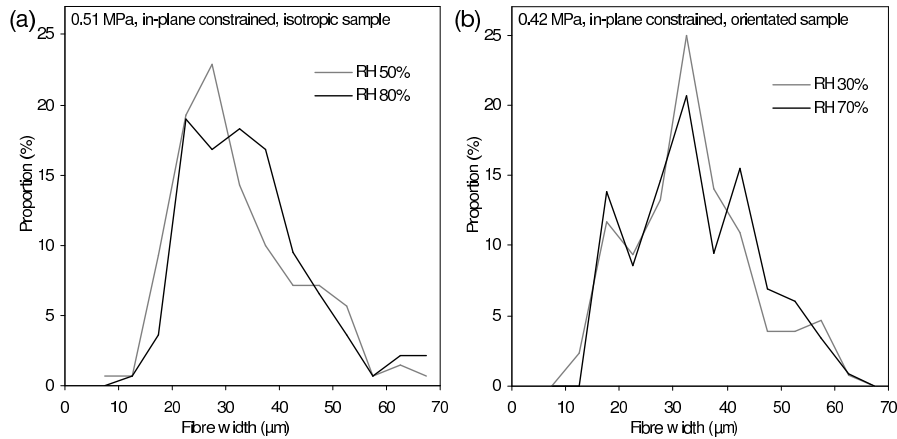 (a)
0.51 MPa, in-plane constrained, isotropic sample
RH 50%
RH 80%
Proportion (%)
25
20
15
10
5
0
0 10 20 30 40 50 60 70
Fibre width (µm)
(b)
0.42 MPa, in-plane constrained, orientated sample
RH 30%
RH 70%
Proportion (%)
25
20
15
10
5
0
0 10 20 30 40 50 60 70
Fibre width (µm)